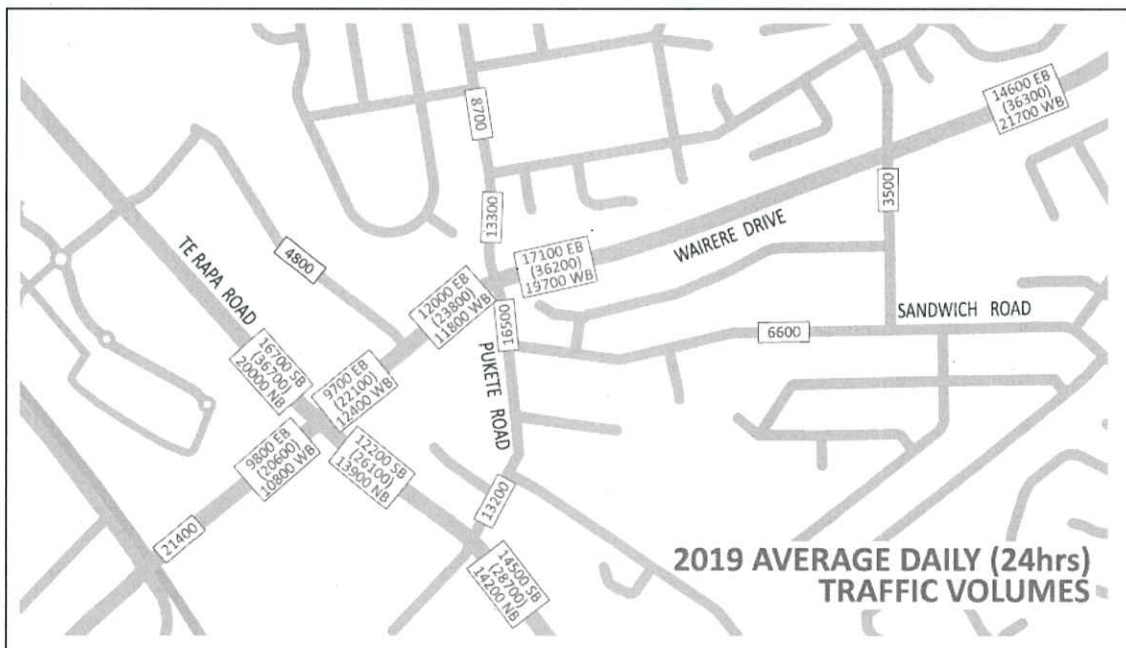 14600 EB
(36300)
21700 WB
8700
3500
13300
WAIRERE DRIVE
17100 EB
(36200)
19700 WB
TE RAPA ROAD
4800
12000 EB
(23800)
11800 WB
16500
SANDWICH ROAD
6600
PUKETE ROAD
16700 SB
(36700)
20000 NB
9700 EB
(22100)
12400 WB
9800 EB
(20600)
10800 WB
12200 SB
(26100)
13900 NB
13200
21400
14500 SB
(28700)
14200 NB
2019 AVERAGE DAILY (24hrs)
TRAFFIC VOLUMES